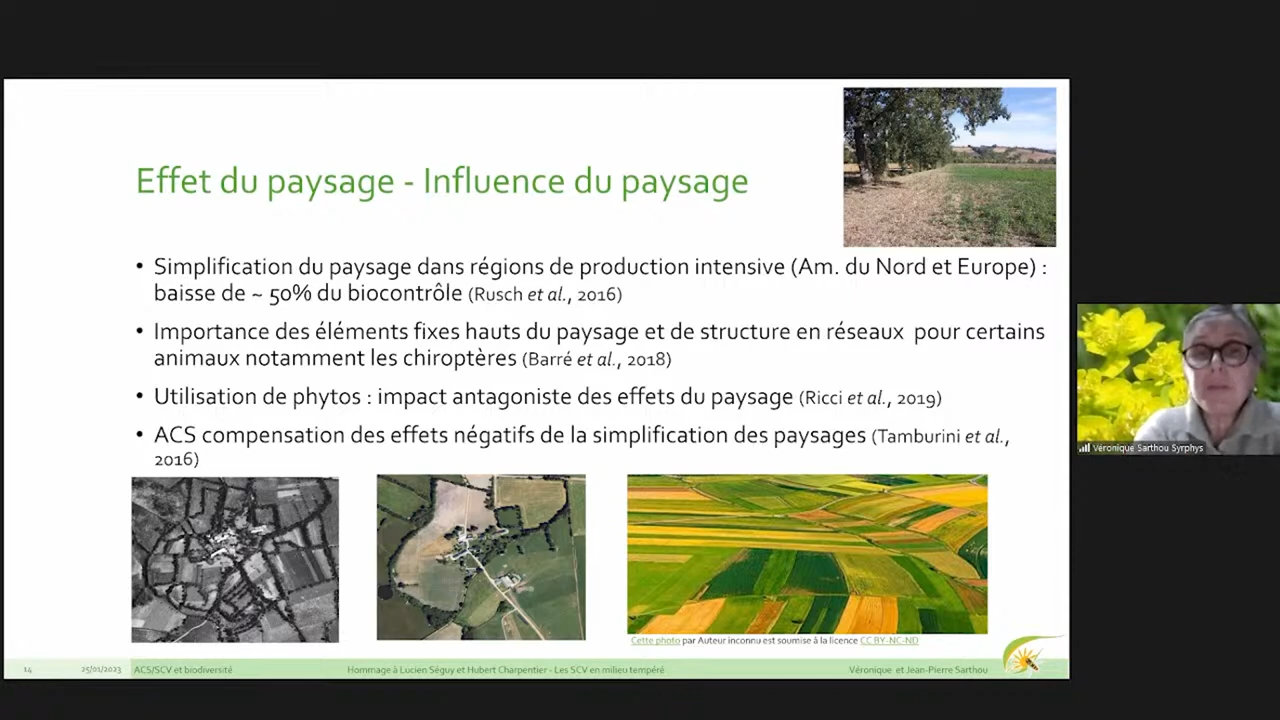 Effet du paysage - Influence du paysage
• Simplification du paysage dans régions de production intensive (Am. du Nord et Europe) :
baisse de ~ 50% du biocontrôle (Rusch et al., 2016)
• Importance des éléments fixes hauts du paysage et de structure en réseaux pour certains
animaux notamment les chiroptères (Barré et al., 2018)
• Utilisation de phytos : impact antagoniste des effets du paysage (Ricci et al., 2019)
• ACS compensation des effets négatifs de la simplification des paysages (Tamburini et al.,
2016)
Cette photo par Auteur inconnu est soumise à la licence CC BY-NC-ND
14 25/01/2023 ACS/SCV et biodiversité Hommage à Lucien Séguy et Hubert Charpentier - Les SCV en milieu tempéré Véronique et Jean-Pierre Sarthou
Véronique Sarthou Syrphys